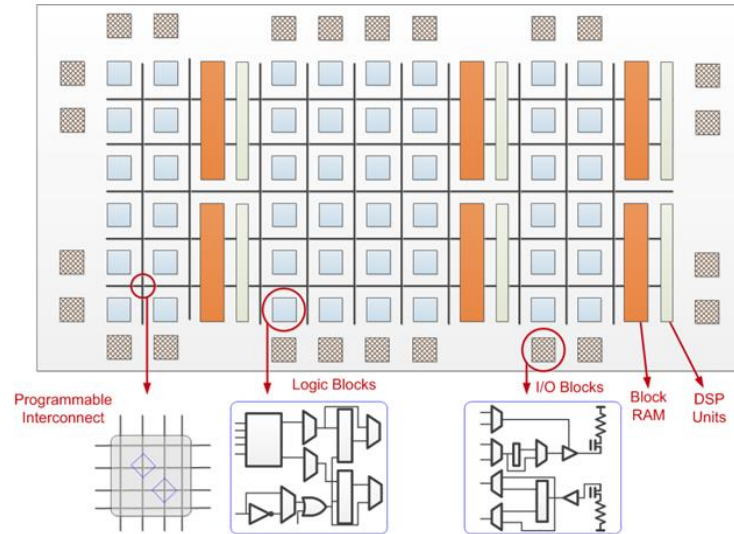 Programmable
Interconnect
Logic Blocks
I/O Blocks
Block
RAM
DSP
Units